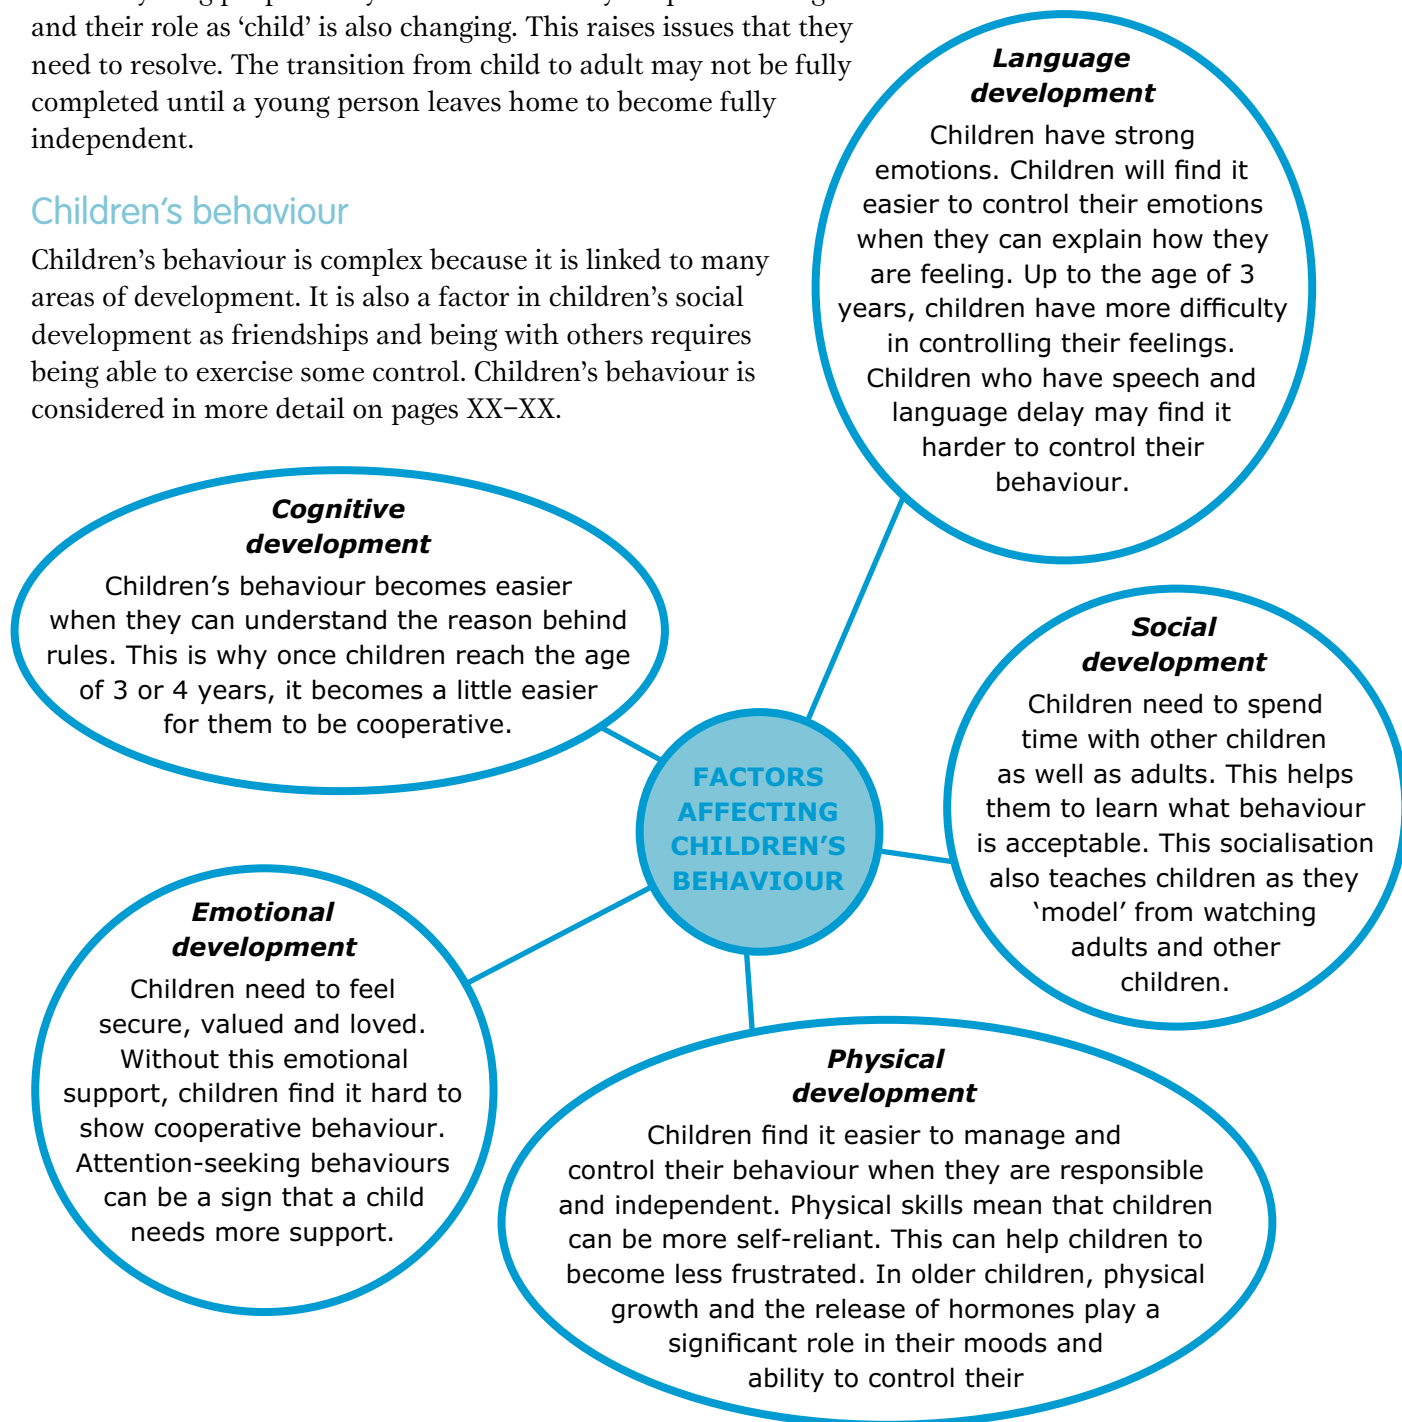 and their role as ‘child’ is also changing. This raises issues that they
need to resolve. The transition from child to adult may not be fully
completed until a young person leaves home to become fully
independent.
Children’s behaviour
Children’s behaviour is complex because it is linked to many
areas of development. It is also a factor in children’s social
development as friendships and being with others requires
being able to exercise some control. Children’s behaviour is
considered in more detail on pages XX–XX.
Language
development
Children have strong
emotions. Children will find it
easier to control their emotions
when they can explain how they
are feeling. Up to the age of 3
years, children have more difficulty
in controlling their feelings.
Children who have speech and
language delay may find it
harder to control their
behaviour.
Cognitive
development
Children’s behaviour becomes easier
when they can understand the reason behind
rules. This is why once children reach the age
of 3 or 4 years, it becomes a little easier
for them to be cooperative.
Social
development
Children need to spend
time with other children
as well as adults. This helps
them to learn what behaviour
is acceptable. This socialisation
also teaches children as they
‘model’ from watching
adults and other
children.
FACTORS
AFFECTING
CHILDREN’S
BEHAVIOUR
Emotional
development
Children need to feel
secure, valued and loved.
Without this emotional
support, children find it hard to
show cooperative behaviour.
Attention-seeking behaviours
can be a sign that a child
needs more support.
Physical
development
Children find it easier to manage and
control their behaviour when they are responsible
and independent. Physical skills mean that children
can be more self-reliant. This can help children to
become less frustrated. In older children, physical
growth and the release of hormones play a
significant role in their moods and
ability to control their